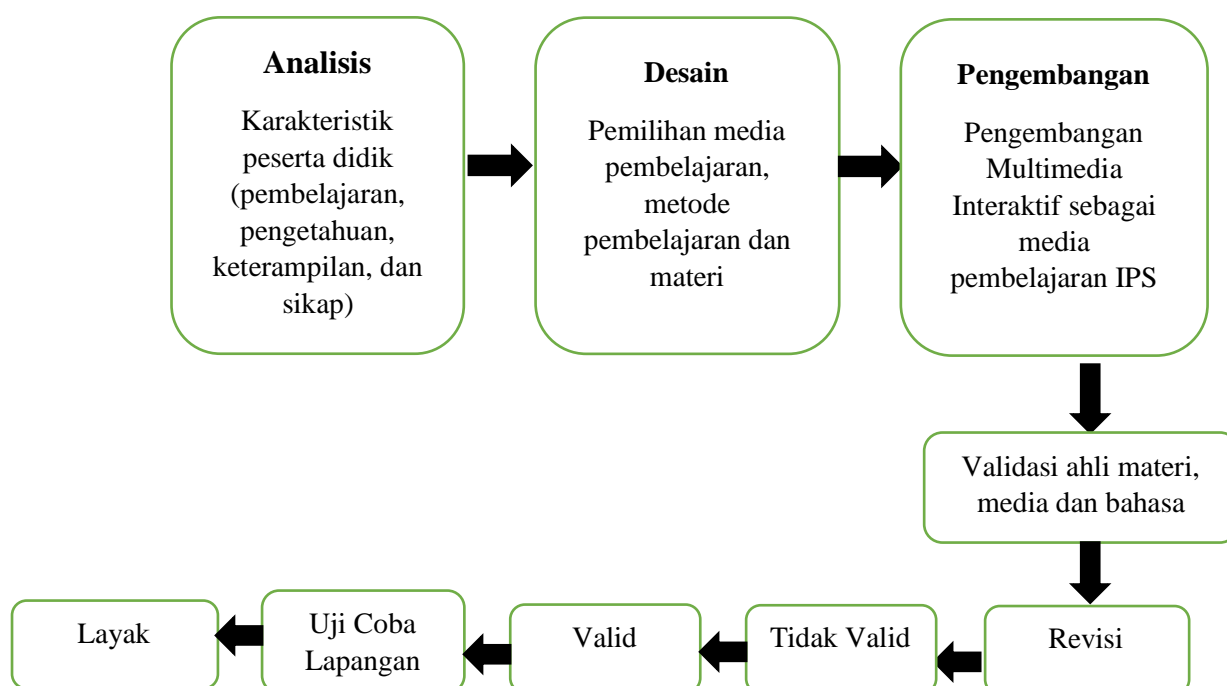 Analisis
Karakteristik
peserta didik
(pembelajaran,
pengetahuan,
keterampilan, dan
sikap)
Desain
Pemilihan media
pembelajaran,
metode
pembelajaran dan
materi
Pengembangan
Pengembangan
Multimedia
Interaktif sebagai
media
pembelajaran IPS
Validasi ahli materi,
media dan bahasa
Revisi
Tidak Valid
Valid
Uji Coba
Lapangan
Layak